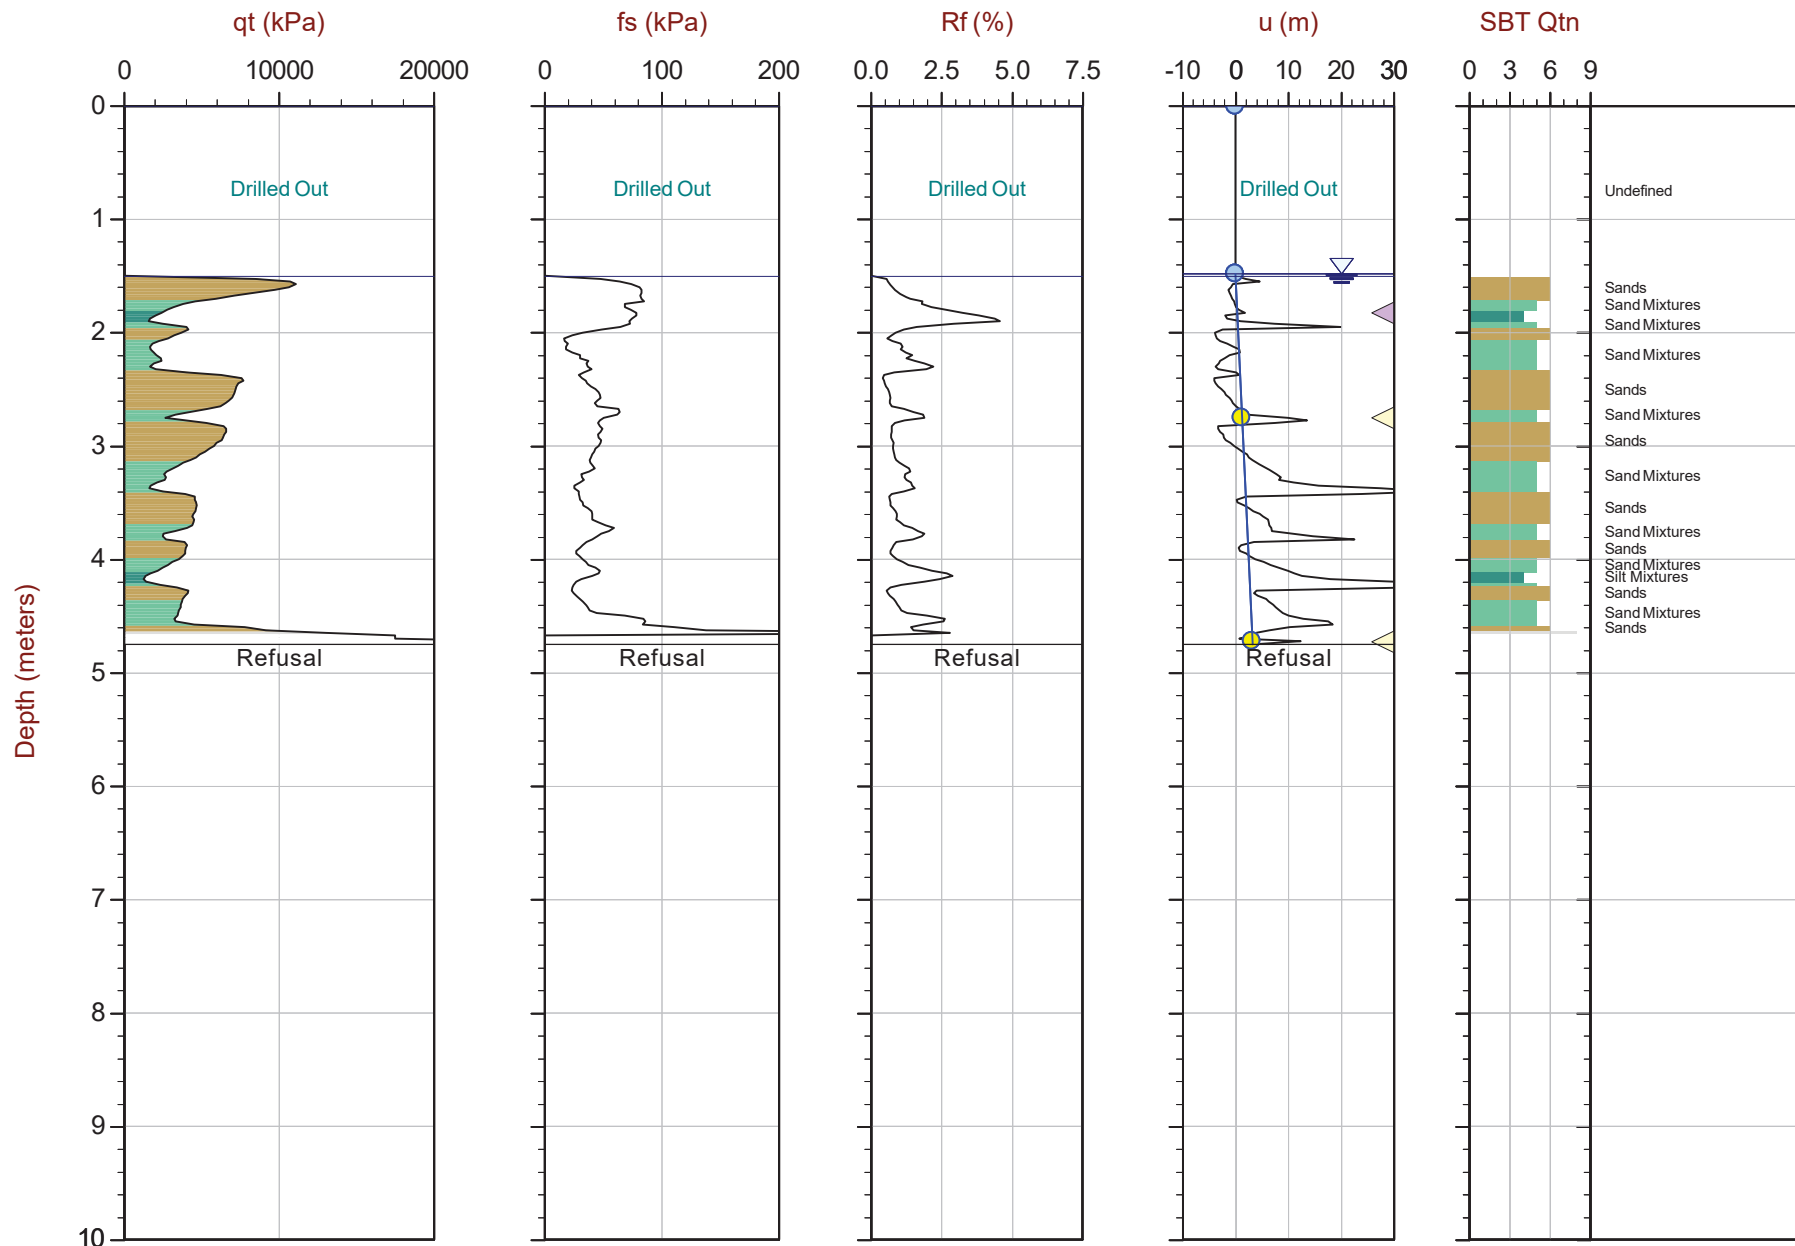 qt (kPa) fs (kPa) Rf (%) u (m) SBT Qtn
0 10000 20000 0 100 200 0.0 2.5 5.0 7.5 -10 0 10 20 30 0 0 3 6 9
0
Drilled Out Drilled Out Drilled Out Drilled Out Undefined
1
Sands
Sand Mixtures
Sand Mixtures
2
Sand Mixtures
Sands
Sand Mixtures
Sands
3
Sand Mixtures
Sands
Sand Mixtures
Sands
4
Sand Mixtures
Silt Mixtures
Sands
Sand Mixtures
Sands
Refusal Refusal Refusal Refusal
5
Depth (meters)
6
7
8
9
10